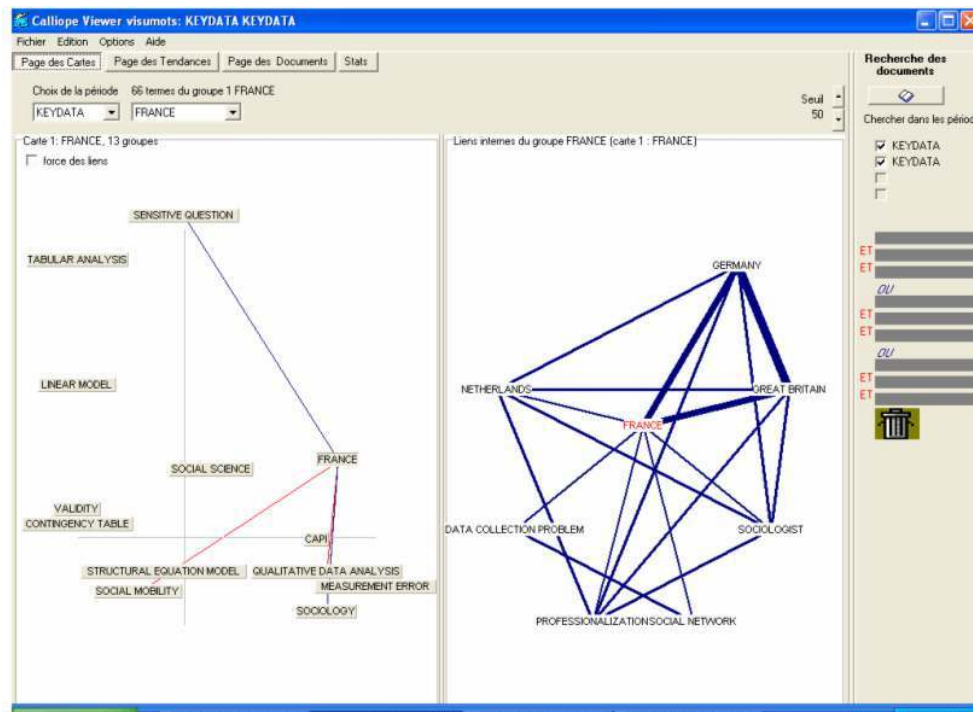 Calliope Viewer visumots: KEYDATA KEYDATA
Fichier Edition Options Aide
Page des Cartes Page des Tendances Page des Documents Stats
Choix de la période 66 termes du groupe 1 FRANCE
KEYDATA FRANCE
Seuil
50
Carte 1: FRANCE, 13 groupes
force des liens
SENSITIVE QUESTION
TABULAR ANALYSIS
LINEAR MODEL
FRANCE
SOCIAL SCIENCE
VALIDITY
CONTINGENCY TABLE
CAPI
STRUCTURAL EQUATION MODEL QUALITATIVE DATA ANALYSIS
SOCIAL MOBILITY MEASUREMENT ERROR
SOCIOLOGY
Liens internes du groupe FRANCE (carte 1 : FRANCE)
GERMANY
NETHERLANDS GREAT BRITAIN
FRANCE
DATA COLLECTION PROBLEM SOCIOLOGIST
PROFESSIONALIZATION SOCIAL NETWORK
Recherche des
documents
Chercher dans les périod
KEYDATA
KEYDATA
ET
ET
OU
ET
ET
OU
ET
ET